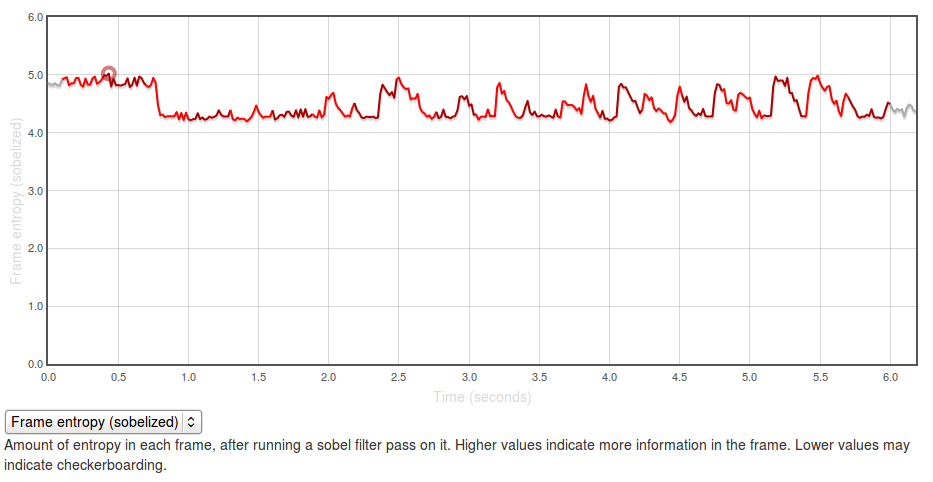 6.0
5.0
4.0
3.0
2.0
1.0
0.0
Frame entropy (sobelized)
0.0 0.5 1.0 1.5 2.0 2.5 3.0 3.5 4.0 4.5 5.0 5.5 6.0
Time (seconds)
Frame entropy (sobelized)
Amount of entropy in each frame, after running a sobel filter pass on it. Higher values indicate more information in the frame. Lower values may
indicate checkerboarding.